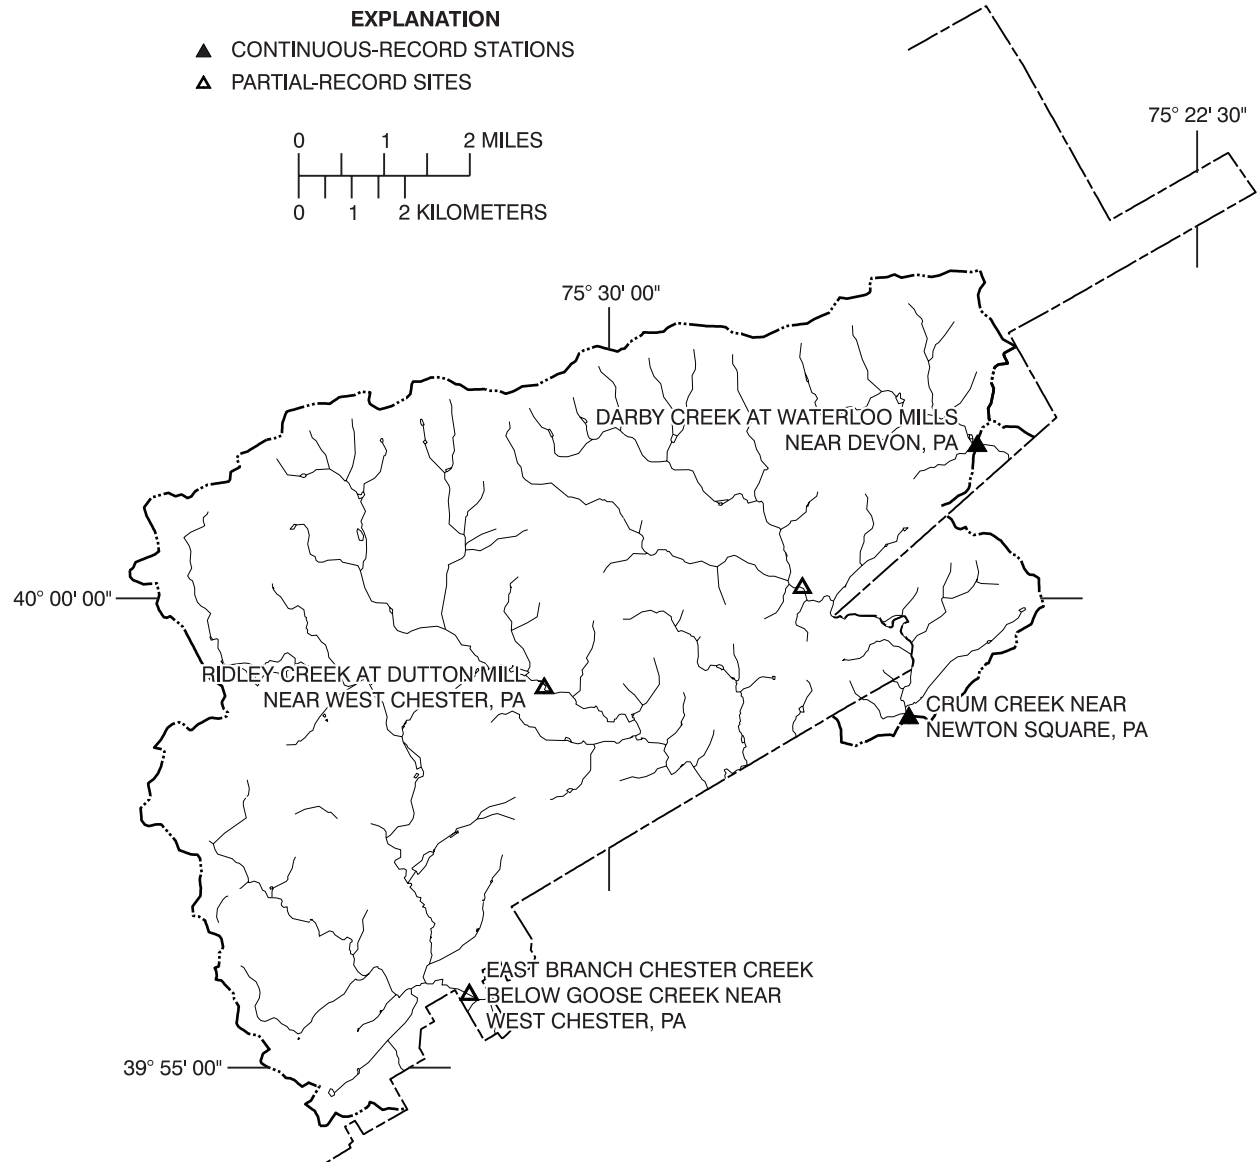 EXPLANATION
CONTINUOUS-RECORD STATIONS
PARTIAL-RECORD SITES
0 1 2 MILES
0 1 2 KILOMETERS
75° 22' 30"
75° 30' 00"
DARBY CREEK AT WATERLOO MILLS
NEAR DEVON, PA
40° 00' 00"
RIDLEY CREEK AT DUTTON MILL
NEAR WEST CHESTER, PA
CRUM CREEK NEAR
NEWTON SQUARE, PA
EAST BRANCH CHESTER CREEK
BELOW GOOSE CREEK NEAR
WEST CHESTER, PA
39° 55' 00"